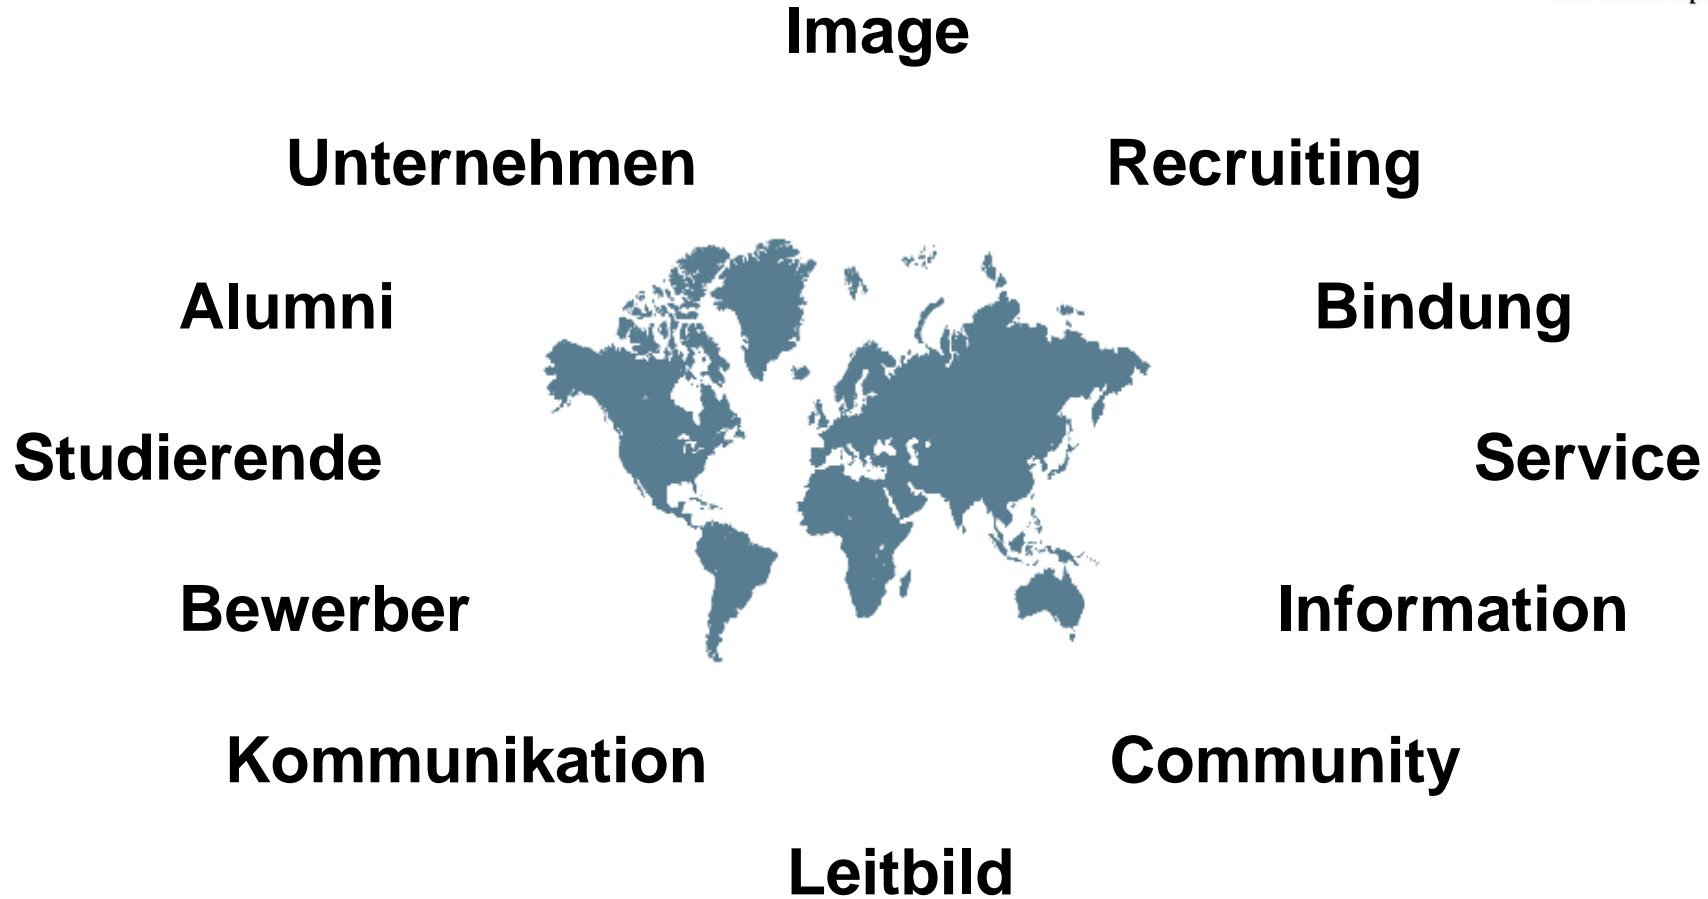 Image
Unternehmen Recruiting
Alumni Bindung
Studierende Service
Bewerber Information
Kommunikation Community
Leitbild